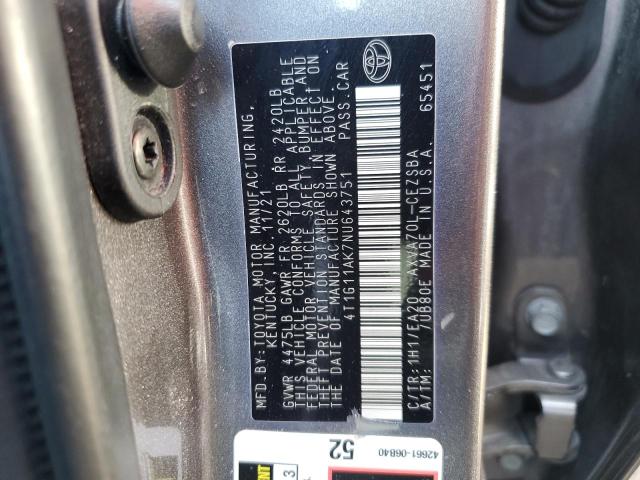 MFD.BY:TOYOTA MOTOR MANUFACTURING,
KENTUCKY, INC. 11/21
GVWR 4475LB GAWR FR 2620LB RR 2420LB
THIS VEHICLE CONFORMS TO ALL APPLICABLE
FEDERAL MOTOR VEHICLE SAFETY, BUMPER, AND
THEFT PREVENTION STANDARDS IN EFFECT ON
THE DATE OF MANUFACTURE SHOWN ABOVE.
4T1G11AK7NU643751 PASS.CAR
C/TR:1H1/EA20 AXVA70L-CEZSBA
A/TM: /UB80E MADE IN U.S.A. 65451
52
42661-06B40
3